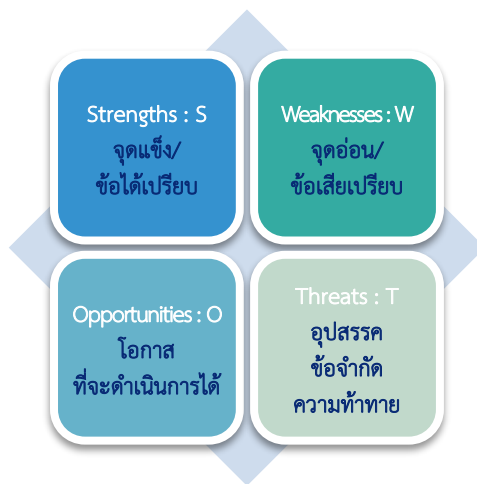 Strengths : S
จุดแข็ง/
ข้อได้เปรียบ
Weaknesses : W
จุดอ่อน/
ข้อเสียเปรียบ
Opportunities : O
โอกาส
ที่จะดำเนินการได้
Threats : T
อุปสรรค
ข้อจำกัด
ความท้าทาย